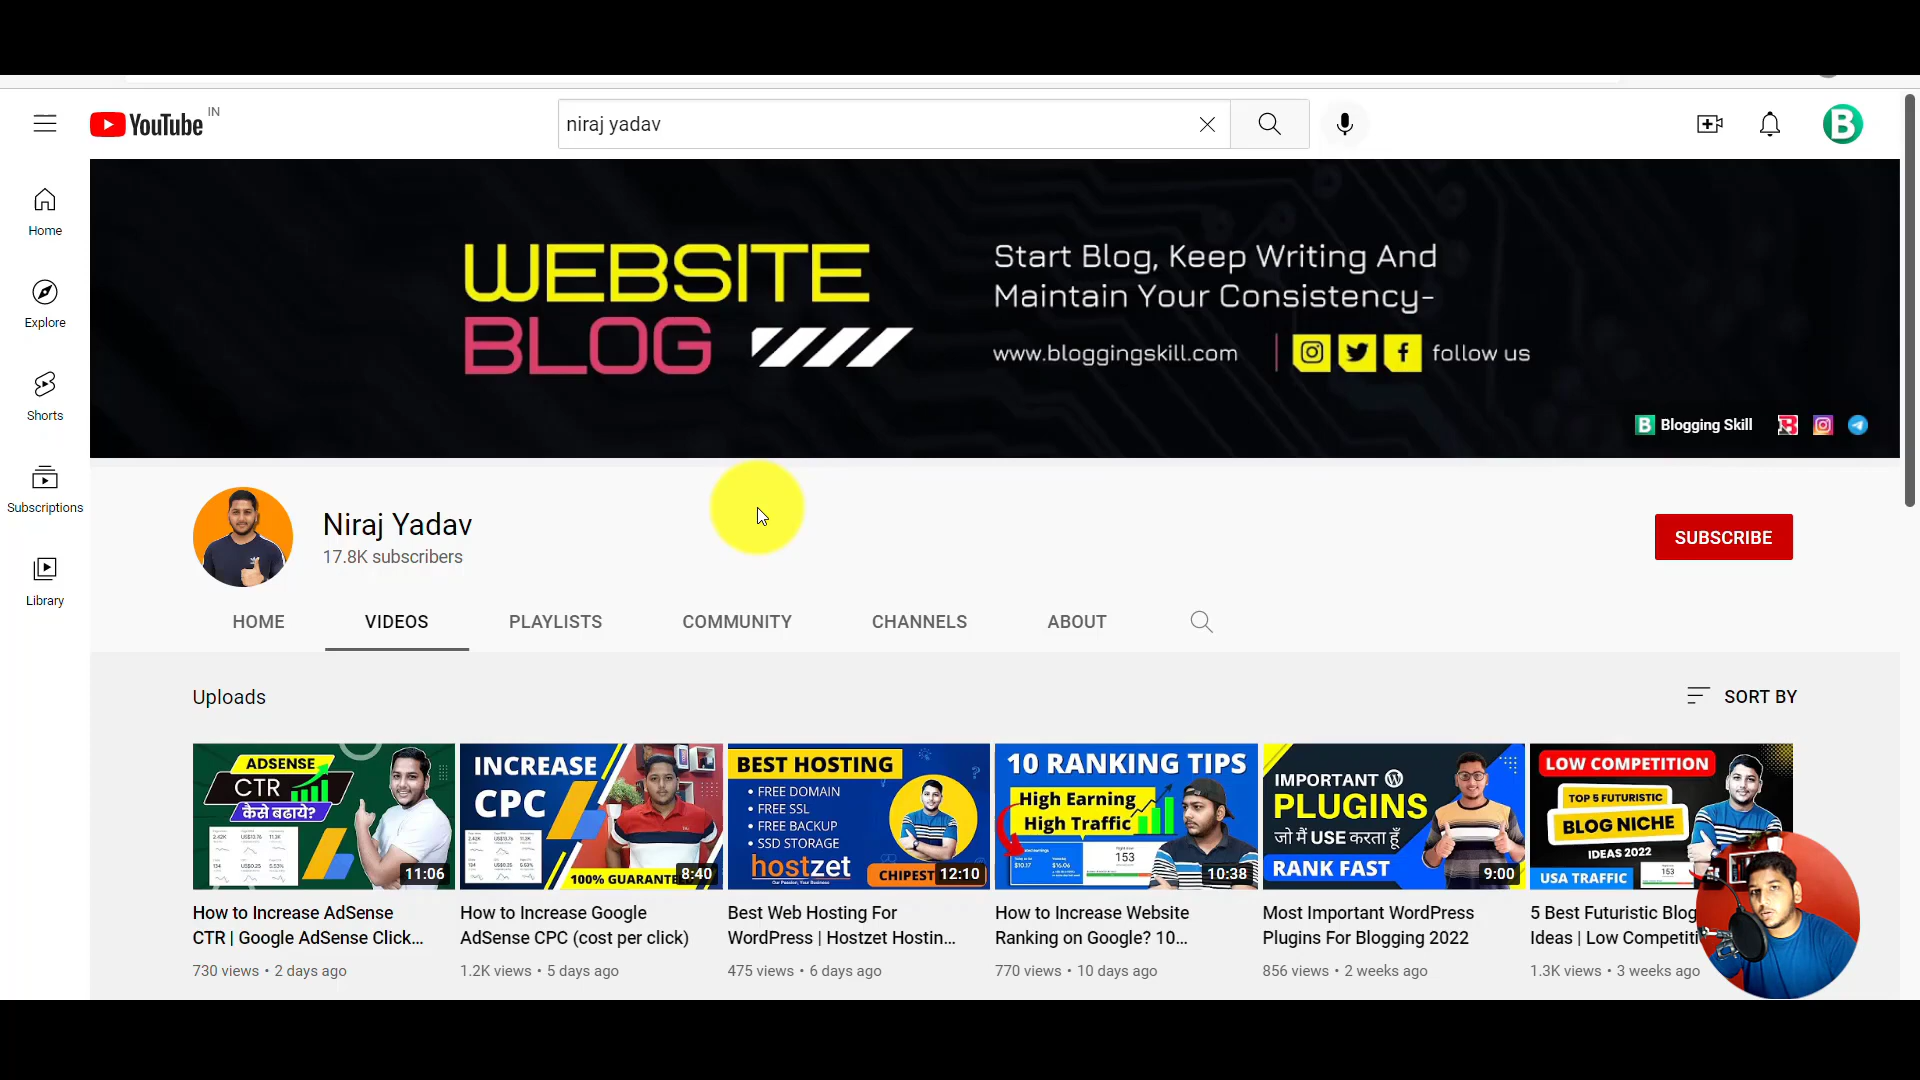 YouTube IN
niraj yadav
B
Home
Explore
Shorts
Subscriptions
Library
WEBSITE
BLOG
Start Blog, Keep Writing And
Maintain Your Consistency-
www.bloggingskill.com
follow us
B Blogging Skill
Niraj Yadav
17.8K subscribers
SUBSCRIBE
HOME
VIDEOS
PLAYLISTS
COMMUNITY
CHANNELS
ABOUT
Uploads
SORT BY
ADSENSE
CTR
कैसे बढाये?
11:06
How to Increase AdSense
CTR | Google AdSense Click...
730 views • 2 days ago
INCREASE
CPC
100% GUARANTE
8:40
How to Increase Google
AdSense CPC (cost per click)
1.2K views • 5 days ago
BEST HOSTING
• FREE DOMAIN
• FREE SSL
• FREE BACKUP
• SSD STORAGE
hostzet
CHIPEST
12:10
Best Web Hosting For
WordPress | Hostzet Hostin...
475 views • 6 days ago
10 RANKING TIPS
High Earning
High Traffic
153
10:38
How to Increase Website
Ranking on Google? 10...
770 views • 10 days ago
IMPORTANT
PLUGINS
जो मैं USE करता हूँ
RANK FAST
9:00
Most Important WordPress
Plugins For Blogging 2022
856 views • 2 weeks ago
LOW COMPETITION
TOP 5 FUTURISTIC
BLOG NICHE
IDEAS 2022
USA TRAFFIC
153
5 Best Futuristic Blog
Ideas | Low Competiti
1.3K views • 3 weeks ago